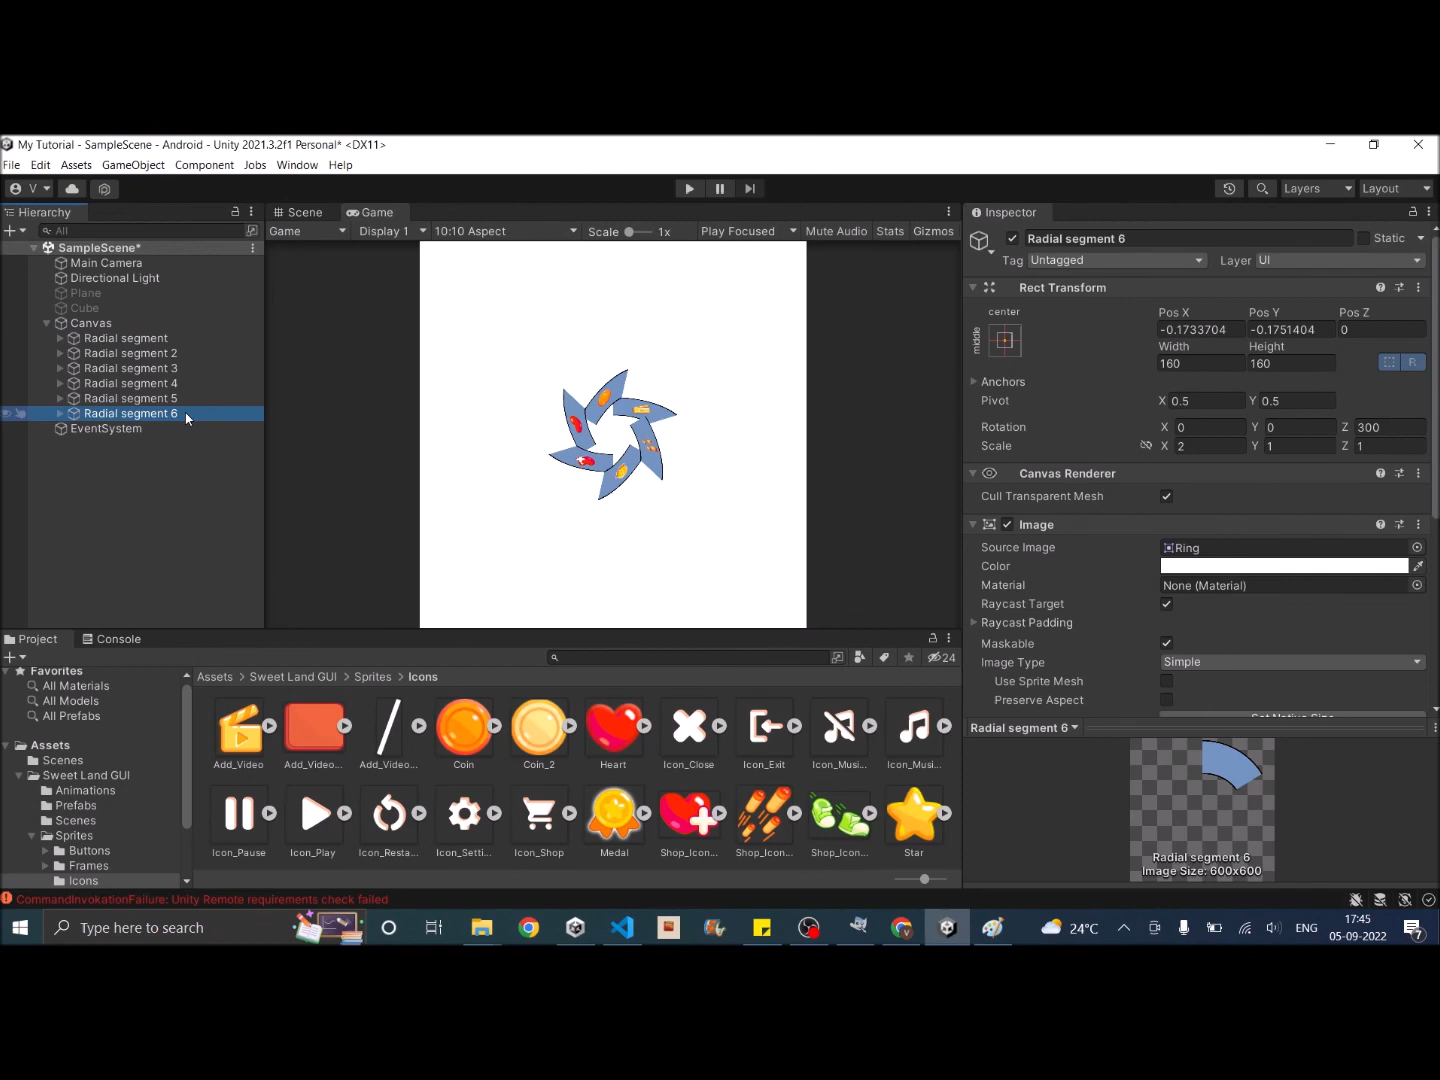 My Tutorial - SampleScene - Android - Unity 2021.3.2f1 Personal* <DX11>
File Edit Assets GameObject Component Jobs Window Help
V Layers Layout
Hierarchy
All
SampleScene*
Main Camera
Directional Light
Plane
Cube
Canvas
Radial segment
Radial segment 2
Radial segment 3
Radial segment 4
Radial segment 5
Radial segment 6
EventSystem
Scene Game
Game Display 1 10:10 Aspect Scale 1x Play Focused Mute Audio Stats Gizmos
Inspector
Radial segment 6 Static
Tag Untagged Layer UI
Rect Transform
center
middle
Pos X Pos Y Pos Z
-0.1733704 -0.1751404 0
Width Height
160 160
R
Anchors
Pivot X 0.5 Y 0.5
Rotation X 0 Y 0 Z 300
Scale X 2 Y 1 Z 1
Canvas Renderer
Cull Transparent Mesh
Image
Source Image Ring
Color
Material None (Material)
Raycast Target
Raycast Padding
Maskable
Image Type Simple
Use Sprite Mesh
Preserve Aspect
Set Native Size
Radial segment 6
Radial segment 6
Image Size: 600x600
Project Console
24
Favorites
All Materials
All Models
All Prefabs
Assets
Scenes
Sweet Land GUI
Animations
Prefabs
Scenes
Sprites
Buttons
Frames
Icons
Assets > Sweet Land GUI > Sprites > Icons
Add_Video Add_Video... Add_Video... Coin Coin_2 Heart Icon_Close Icon_Exit Icon_Musi... Icon_Musi...
Icon_Pause Icon_Play Icon_Resta... Icon_Setti... Icon_Shop Medal Shop_Icon... Shop_Icon... Shop_Icon... Star
CommandInvokationFailure: Unity Remote requirements check failed
Type here to search
24°C ENG
17:45
05-09-2022
7